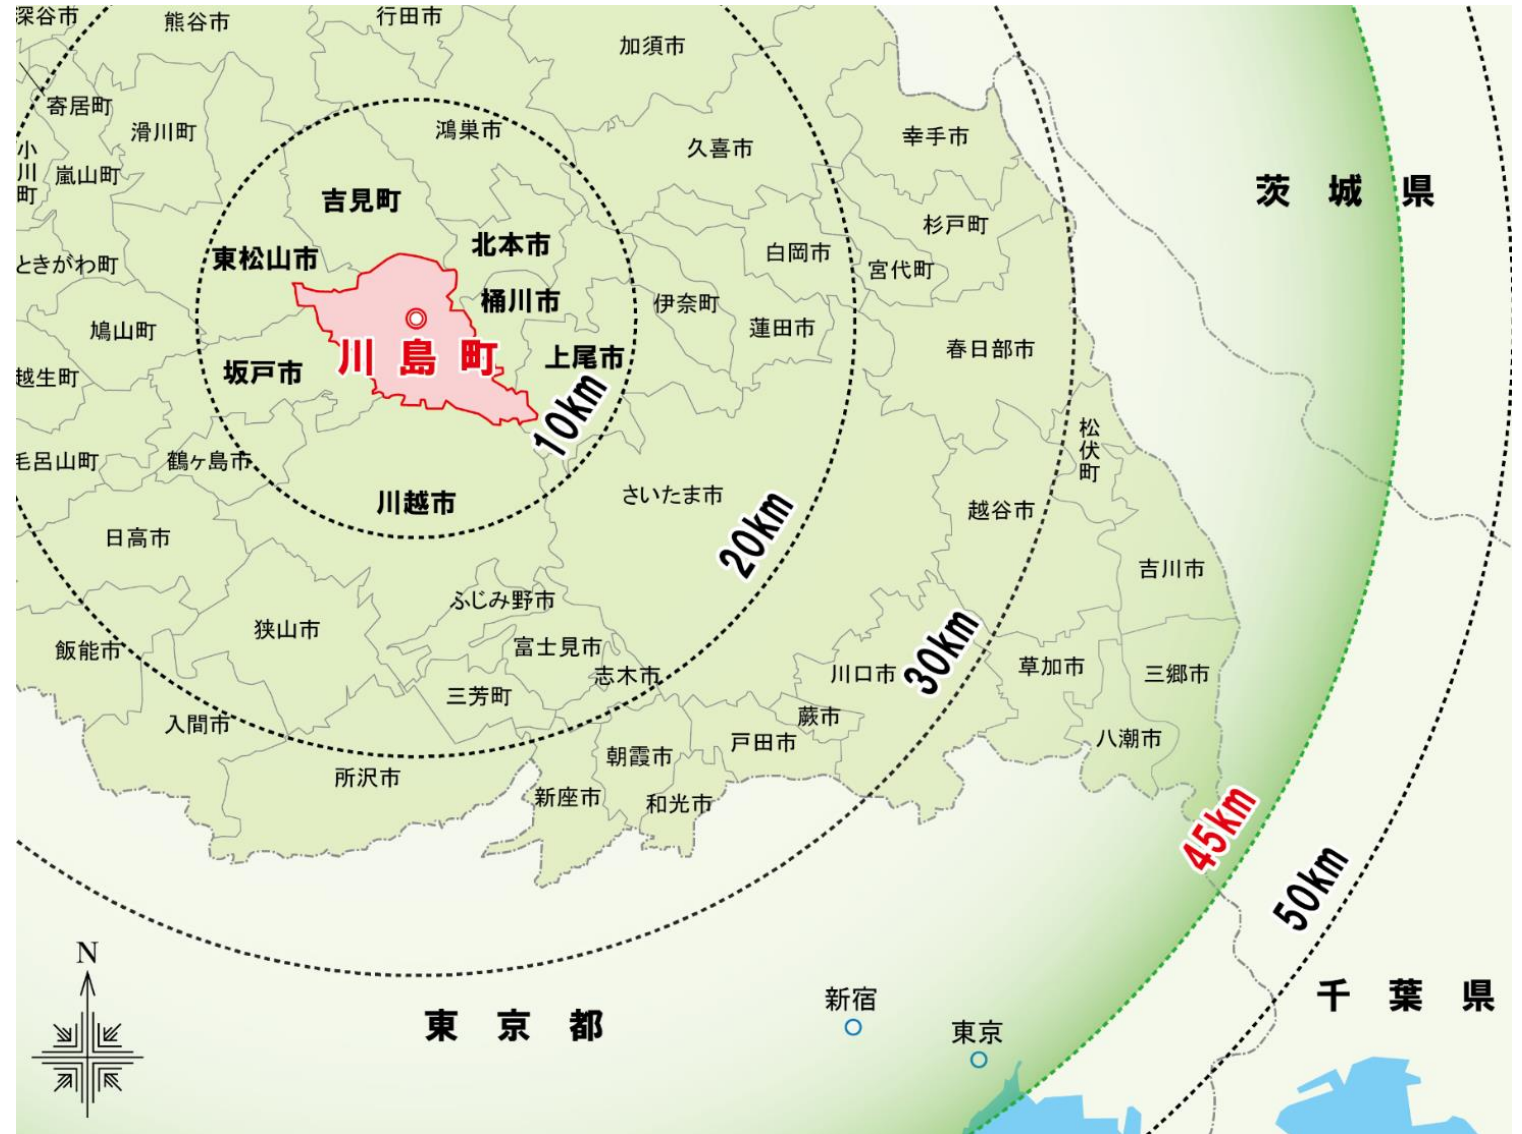 深谷市
熊谷市
行田市
加須市
寄居町
滑川町
鴻巣市
久喜市
幸手市
小川町
嵐山町
吉見町
茨城県
杉戸町
東松山市
北本市
白岡市
宮代町
ときがわ町
桶川市
伊奈町
蓮田市
鳩山町
川島町
上尾市
春日部市
越生町
坂戸市
10km
松伏町
毛呂山町
鶴ヶ島市
川越市
さいたま市
越谷市
20km
日高市
吉川市
ふじみ野市
狭山市
飯能市
富士見市
30km
志木市
川口市
草加市
三郷市
三芳町
入間市
蕨市
戸田市
八潮市
朝霞市
所沢市
新座市
和光市
45km
50km
N
新宿
千葉県
東京都
東京